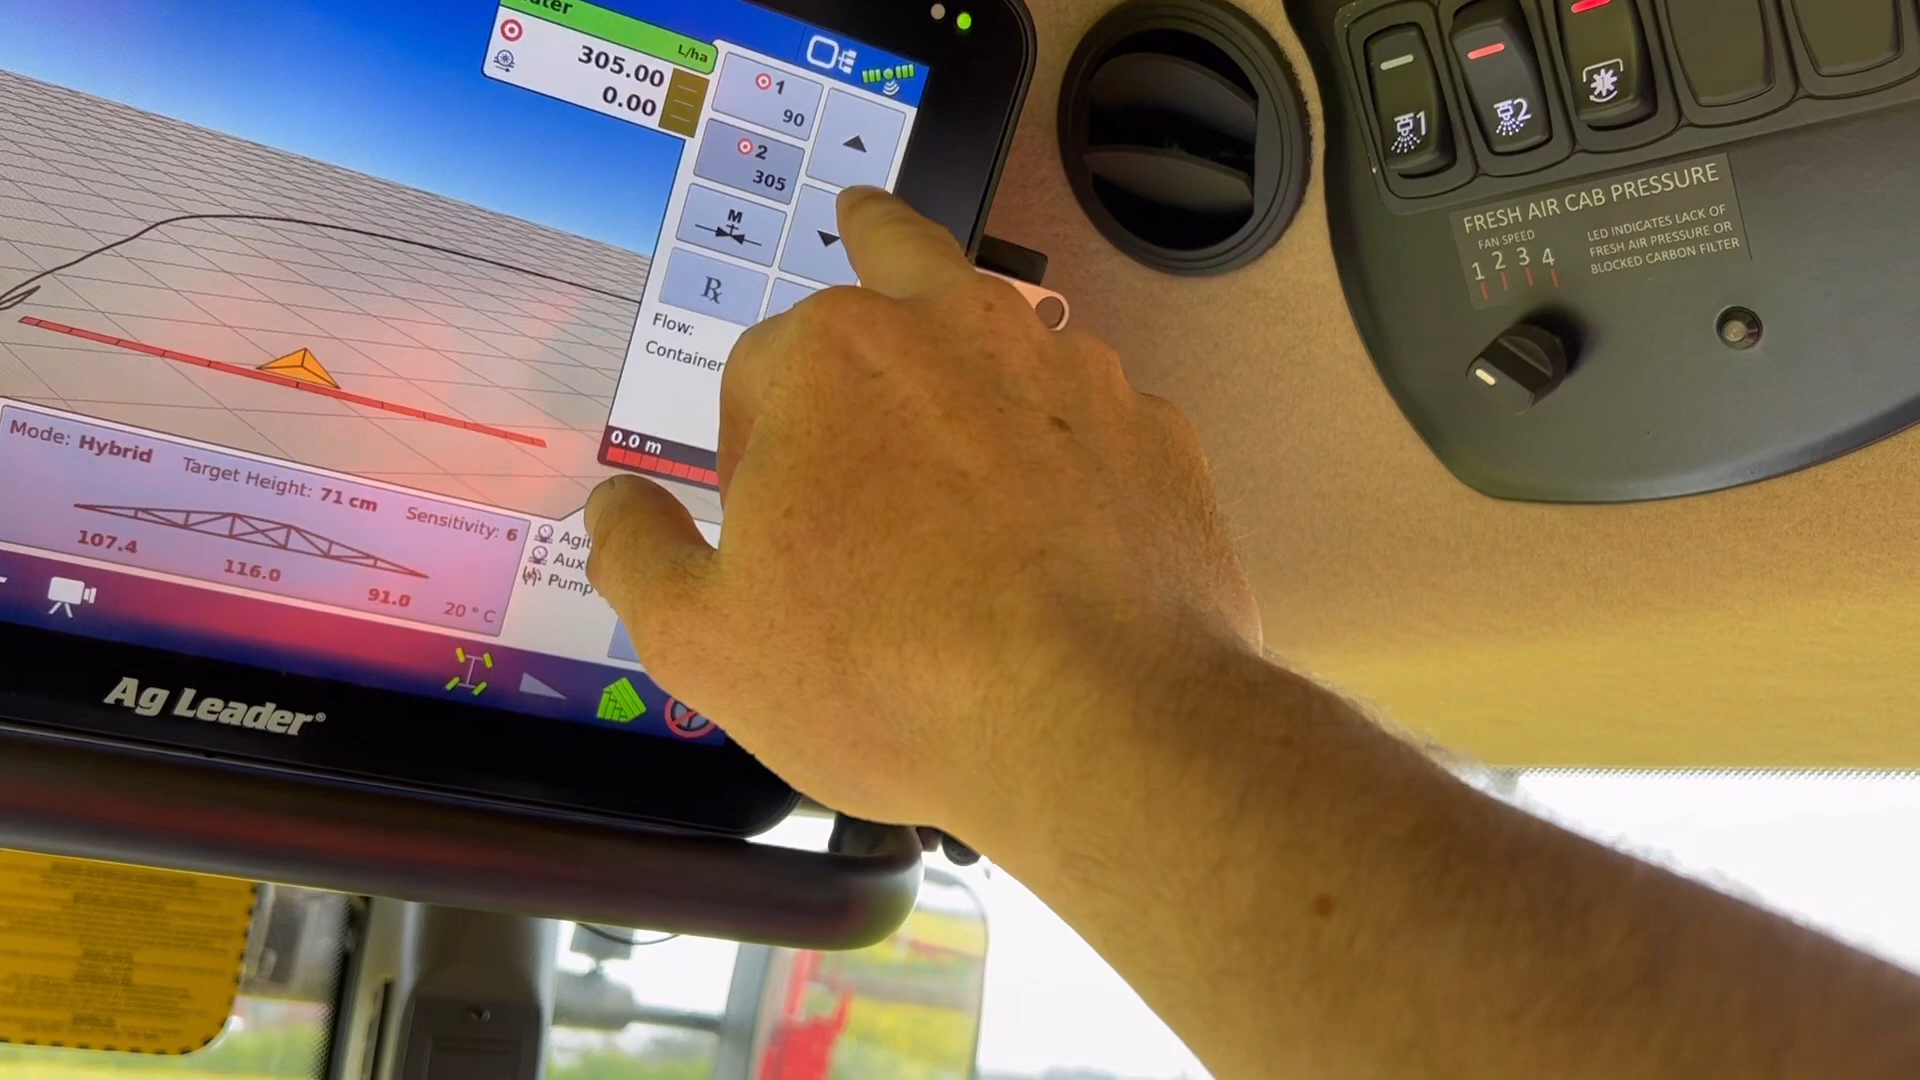 L/ha
305.00
0.00
1
90
2
305
M
Rx
Flow:
Container
0.0 m
Mode: Hybrid
Target Height: 71 cm
Sensitivity: 6
107.4
116.0
91.0
20 ° C
Aux
Pump
Ag Leader®
1
2
FRESH AIR CAB PRESSURE
FAN SPEED
1 2 3 4
LED INDICATES LACK OF
FRESH AIR PRESSURE OR
BLOCKED CARBON FILTER